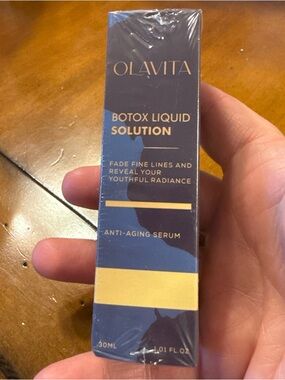 OLAVITA
BOTOX LIQUID
SOLUTION
FADE FINE LINES AND
REVEAL YOUR
YOUTHFUL RADIANCE
ANTI-AGING SERUM
30ML
1.01 FL.OZ